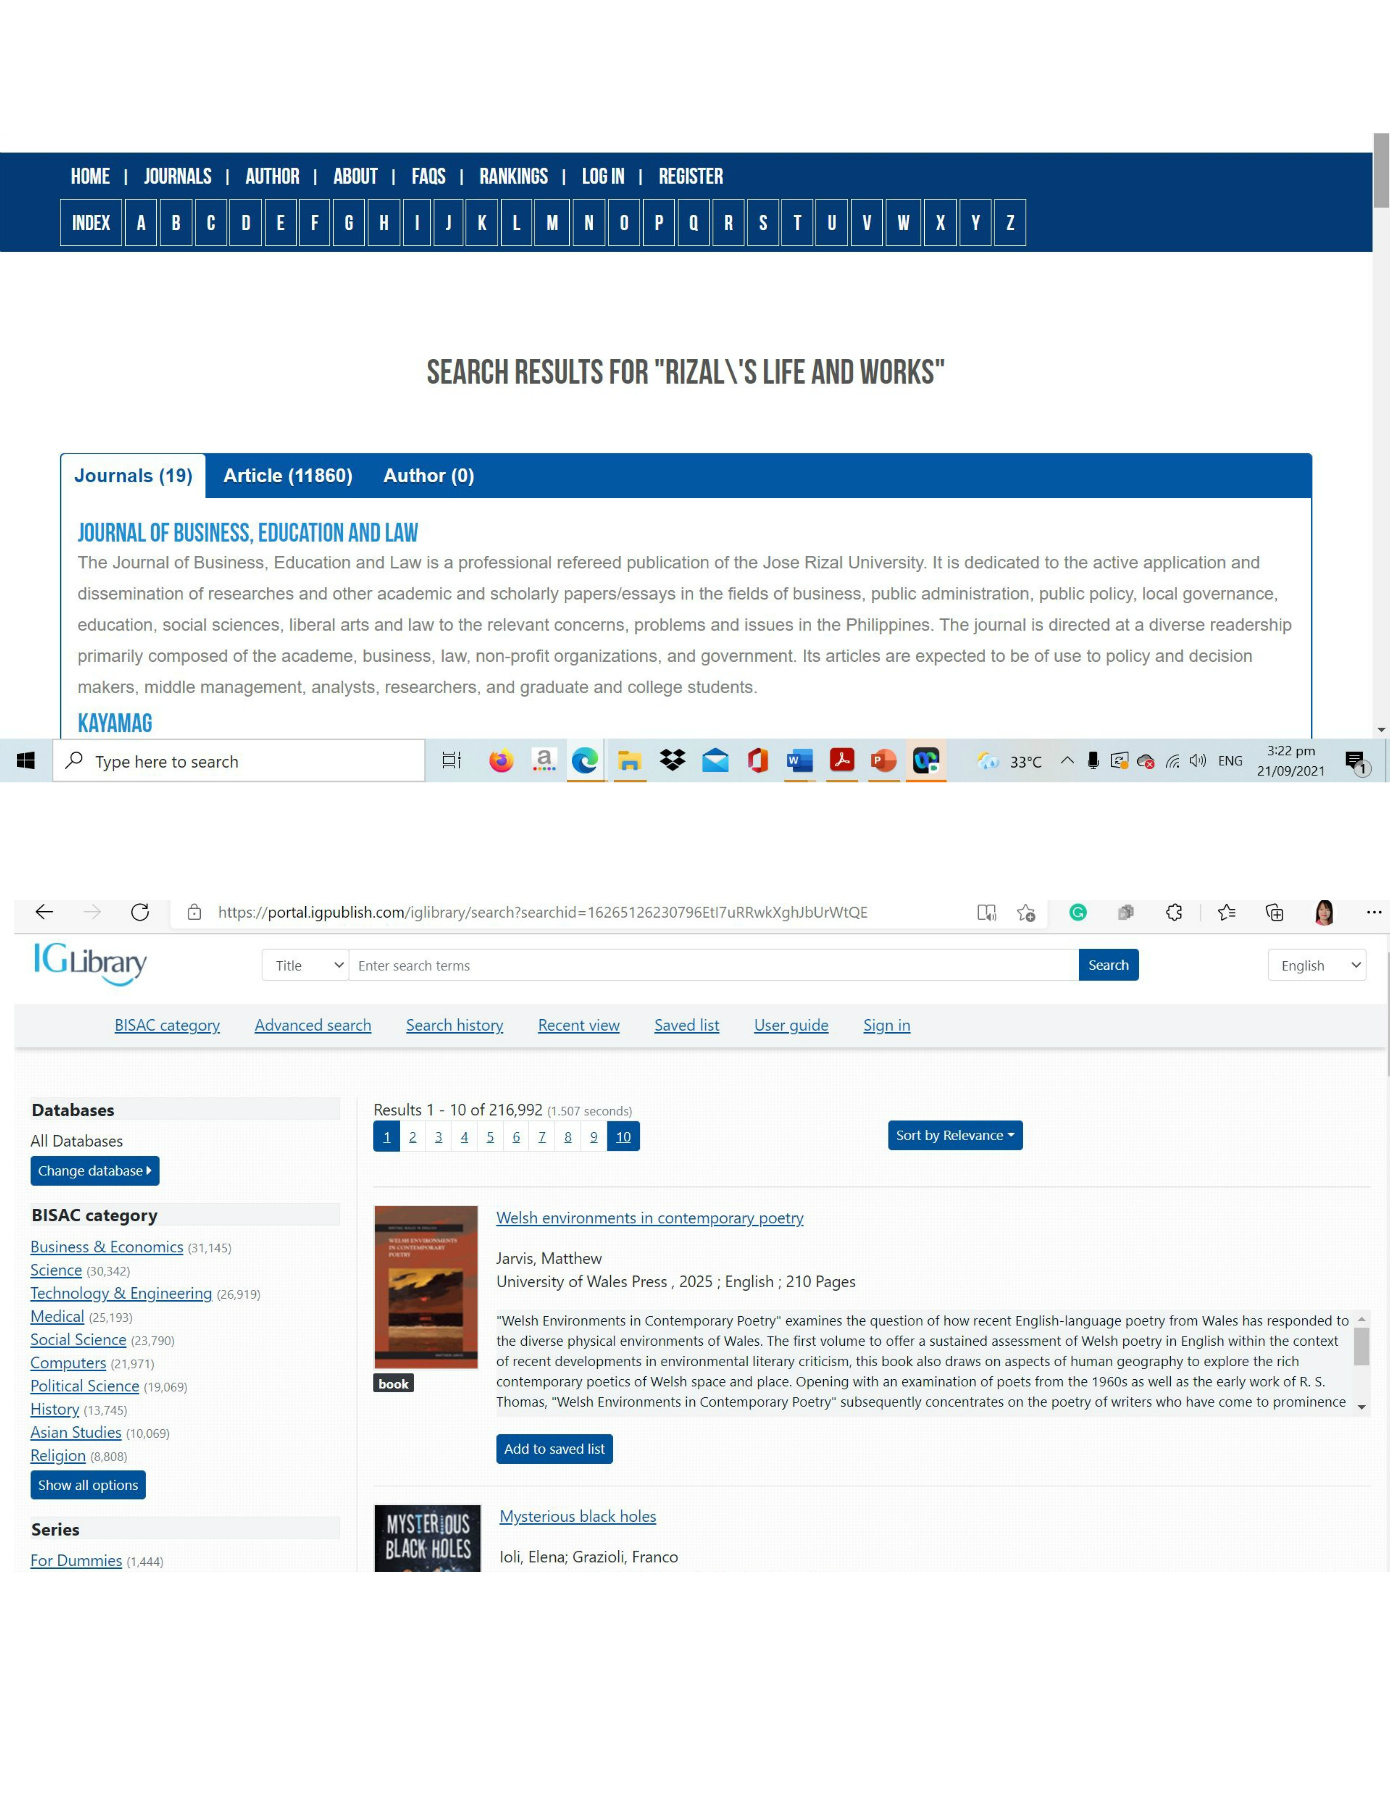 HOME | JOURNALS | AUTHOR | ABOUT | FAQS | RANKINGS | LOG IN | REGISTER
INDEX A B C D E F G H I J K L M N O P Q R S T U V W X Y Z
SEARCH RESULTS FOR "RIZAL\'S LIFE AND WORKS"
Journals (19) Article (11860) Author (0)
JOURNAL OF BUSINESS, EDUCATION AND LAW
The Journal of Business, Education and Law is a professional refereed publication of the Jose Rizal University. It is dedicated to the active application and
dissemination of researches and other academic and scholarly papers/essays in the fields of business, public administration, public policy, local governance,
education, social sciences, liberal arts and law to the relevant concerns, problems and issues in the Philippines. The journal is directed at a diverse readership
primarily composed of the academe, business, law, non-profit organizations, and government. Its articles are expected to be of use to policy and decision
makers, middle management, analysts, researchers, and graduate and college students.
KAYAMAG
Type here to search 33°C ENG 3:22 pm
21/09/2021
https://portal.igpublish.com/iglibrary/search?searchid=16265126230796EtI7uRRwkXghJbUrWtQE
IGLibrary Title Enter search terms Search English
BISAC category Advanced search Search history Recent view Saved list User guide Sign in
Databases
All Databases
Change database
BISAC category
Business & Economics (31,145)
Science (30,342)
Technology & Engineering (26,919)
Medical (25,193)
Social Science (23,790)
Computers (21,971)
Political Science (19,069)
History (13,745)
Asian Studies (10,069)
Religion (8,808)
Show all options
Series
For Dummies (1,444)
Results 1 - 10 of 216,992 (1.507 seconds)
1 2 3 4 5 6 7 8 9 10
Sort by Relevance
WELSH ENVIRONMENTS
IN CONTEMPORARY
POETRY
book
Welsh environments in contemporary poetry
Jarvis, Matthew
University of Wales Press , 2025 ; English ; 210 Pages
"Welsh Environments in Contemporary Poetry" examines the question of how recent English-language poetry from Wales has responded to
the diverse physical environments of Wales. The first volume to offer a sustained assessment of Welsh poetry in English within the context
of recent developments in environmental literary criticism, this book also draws on aspects of human geography to explore the rich
contemporary poetics of Welsh space and place. Opening with an examination of poets from the 1960s as well as the early work of R. S.
Thomas, "Welsh Environments in Contemporary Poetry" subsequently concentrates on the poetry of writers who have come to prominence
Add to saved list
MYSTERIOUS
BLACK HOLES
Mysterious black holes
Ioli, Elena; Grazioli, Franco